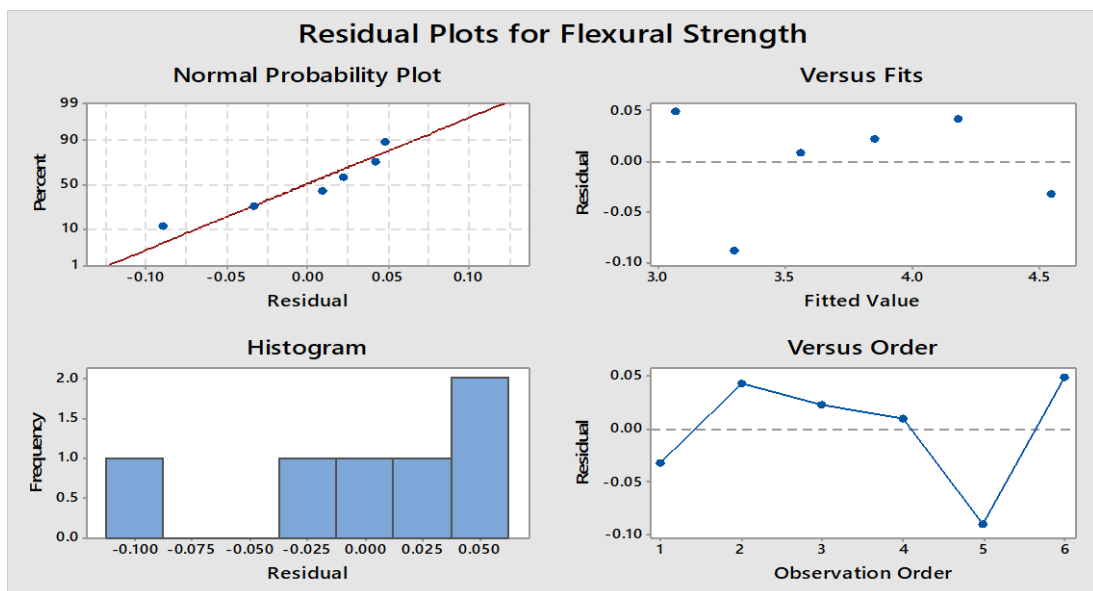 Residual Plots for Flexural Strength
Normal Probability Plot
99
90
50
10
1
Percent
-0.10 -0.05 0.00 0.05 0.10
Residual
Versus Fits
0.05
0.00
-0.05
-0.10
Residual
3.0 3.5 4.0 4.5
Fitted Value
Histogram
2.0
1.5
1.0
0.5
0.0
Frequency
-0.100 -0.075 -0.050 -0.025 0.000 0.025 0.050
Residual
Versus Order
0.05
0.00
-0.05
-0.10
Residual
1 2 3 4 5 6
Observation Order